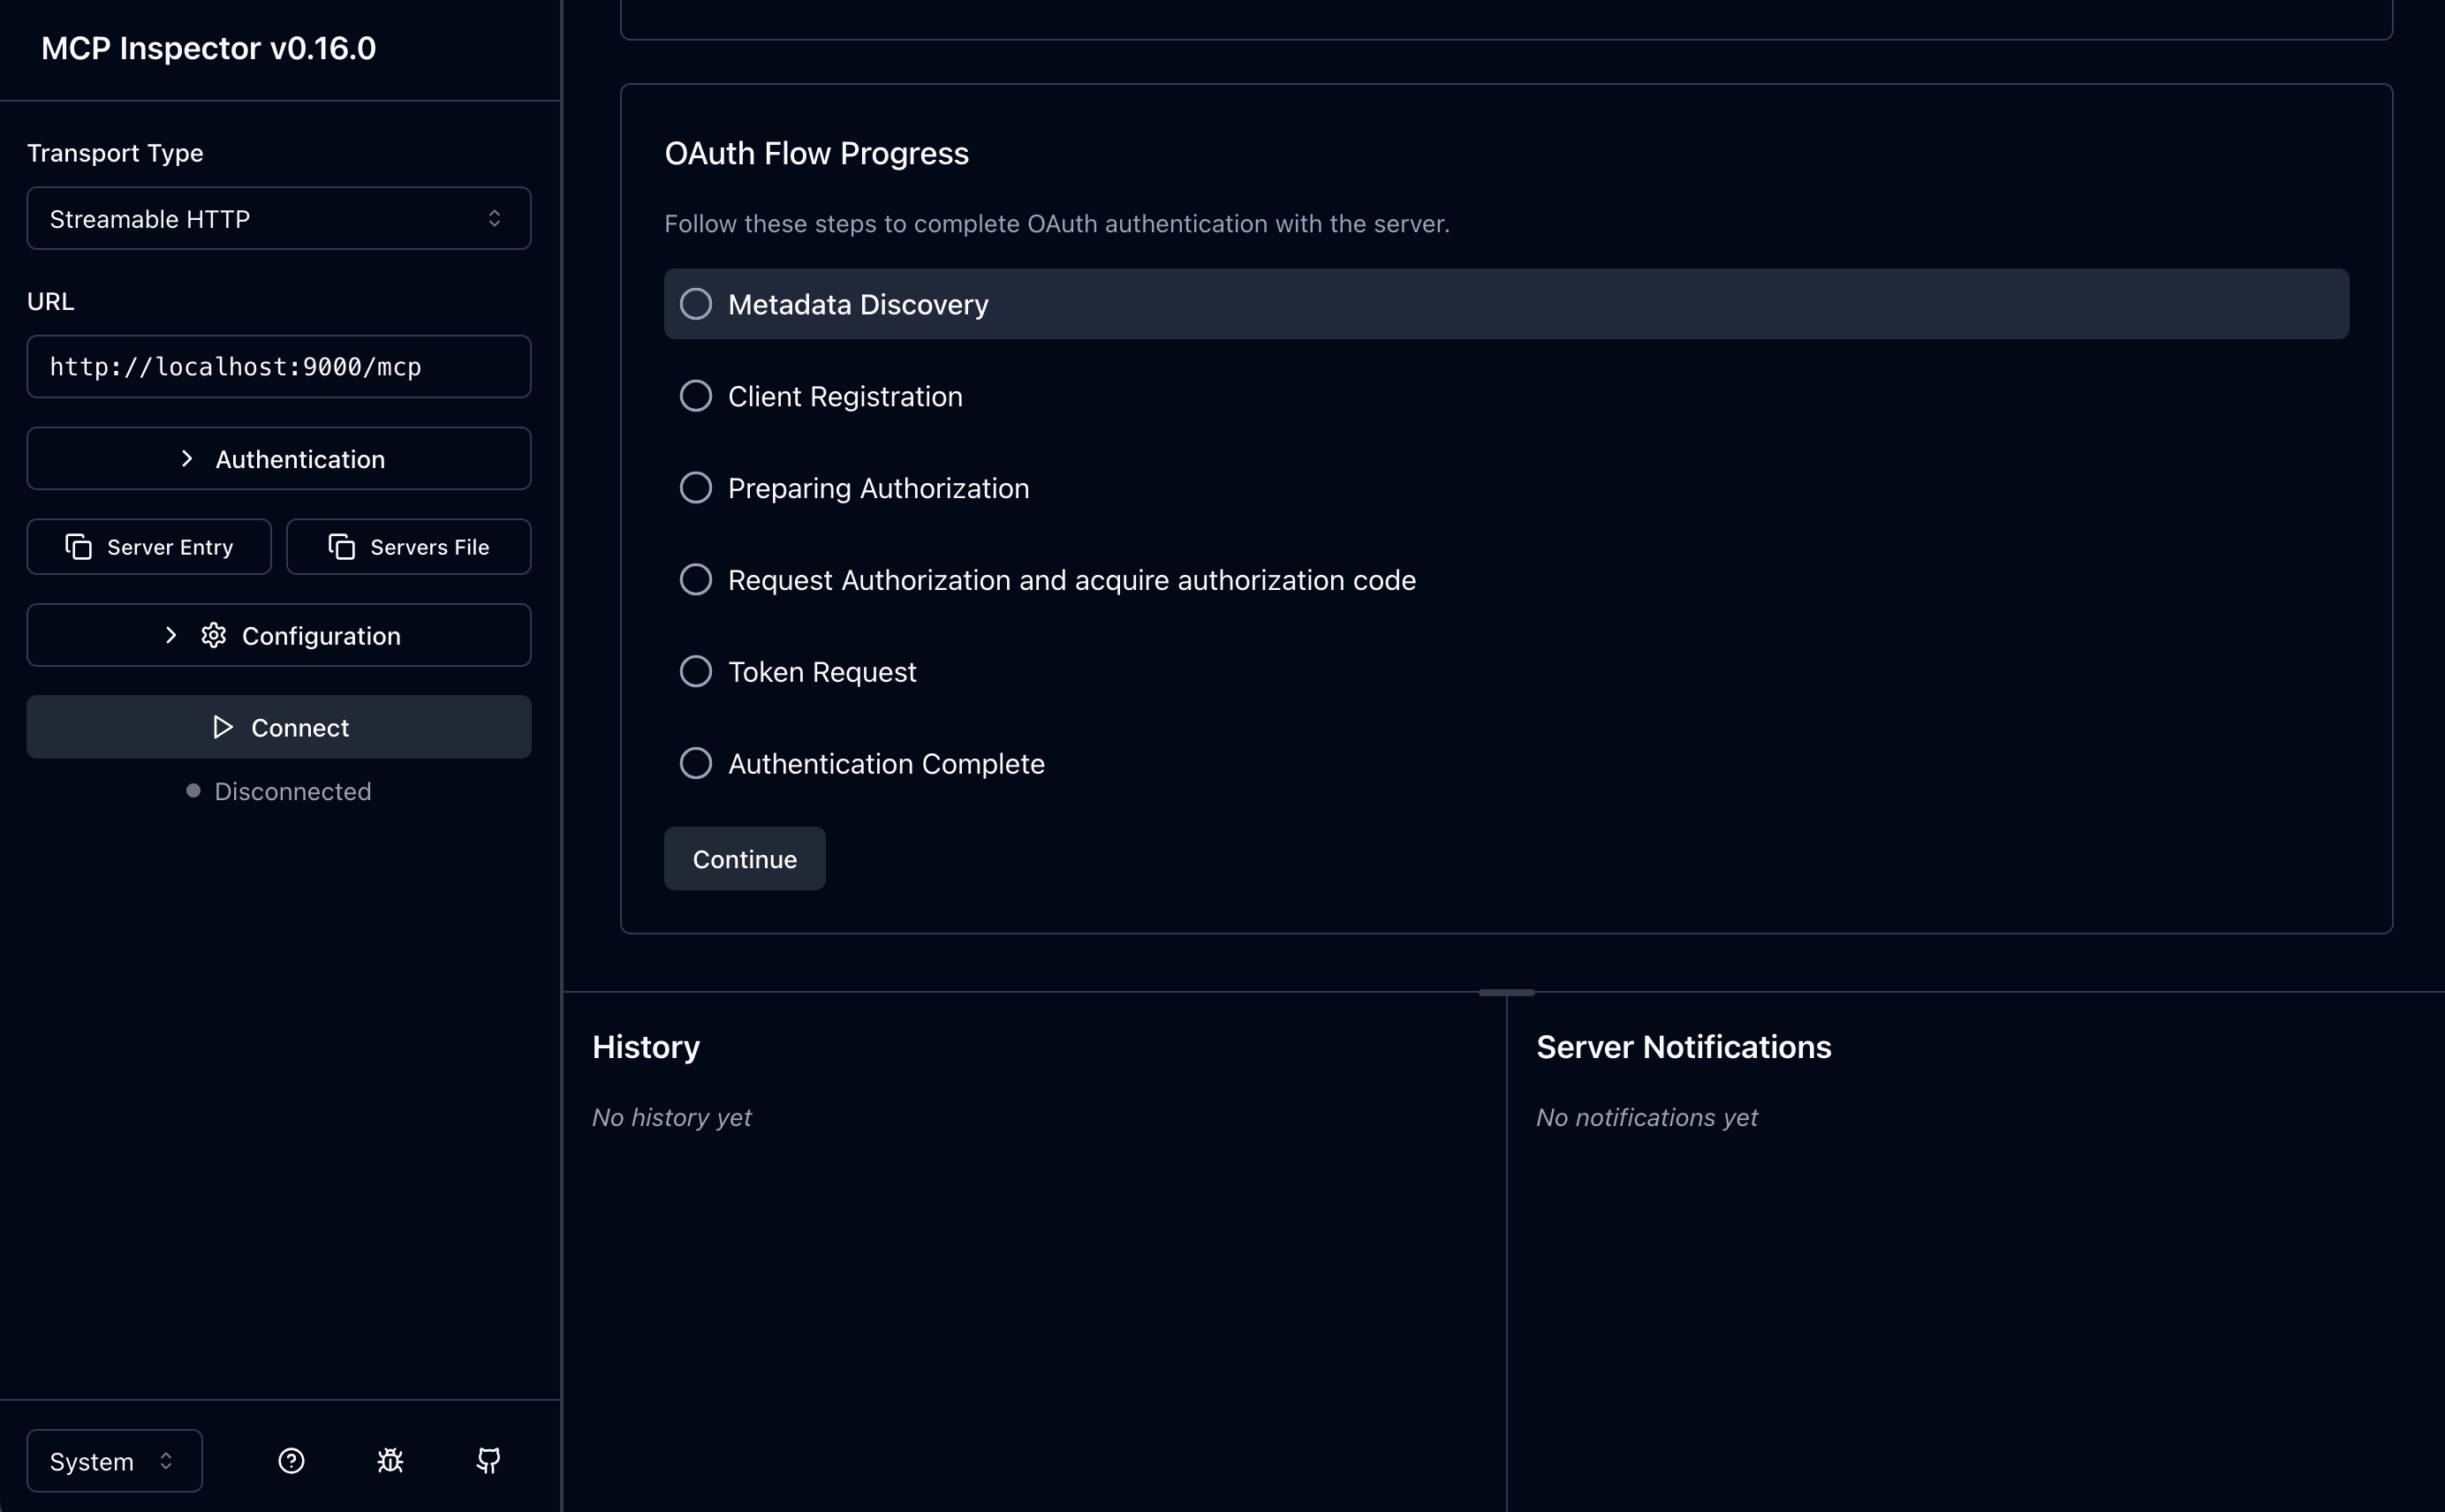 MCP Inspector v0.16.0
Transport Type
Streamable HTTP
URL
http://localhost:9000/mcp
Authentication
Server Entry
Servers File
Configuration
Connect
Disconnected
System
OAuth Flow Progress
Follow these steps to complete OAuth authentication with the server.
Metadata Discovery
Client Registration
Preparing Authorization
Request Authorization and acquire authorization code
Token Request
Authentication Complete
Continue
History
No history yet
Server Notifications
No notifications yet